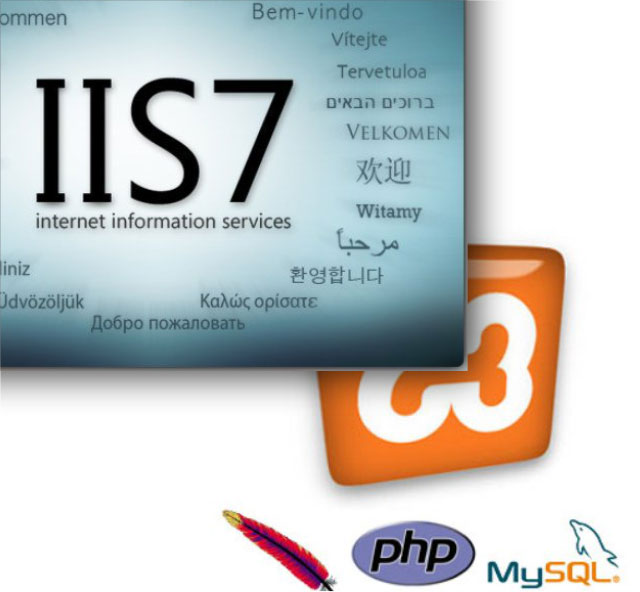 ommen
Bem-vindo
Vítejte
Tervetuloa
ברוכים הבאים
VELKOMEN
欢迎
Witamy
مرحباً
환영합니다
IIS7
internet information services
liniz
Üdvözöljük
Καλώς ορίσατε
Добро пожаловать
php
MySQL®